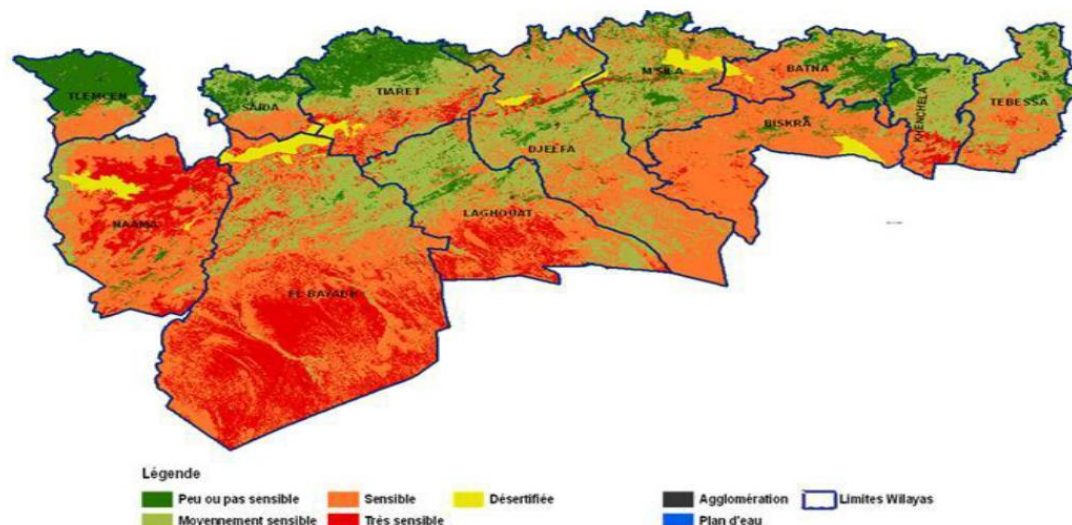 TLEMCEN
SAIDA
TIARET
M'SILA
BATNA
KHENCHELA
TEBESSA
BISKRA
DJELFA
NAAMA
LAGHOUAT
EL BAYADH
Légende
Peu ou pas sensible
Sensible
Désertifiée
Agglomération
Limites Wilayas
Moyennement sensible
Trés sensible
Plan d'eau